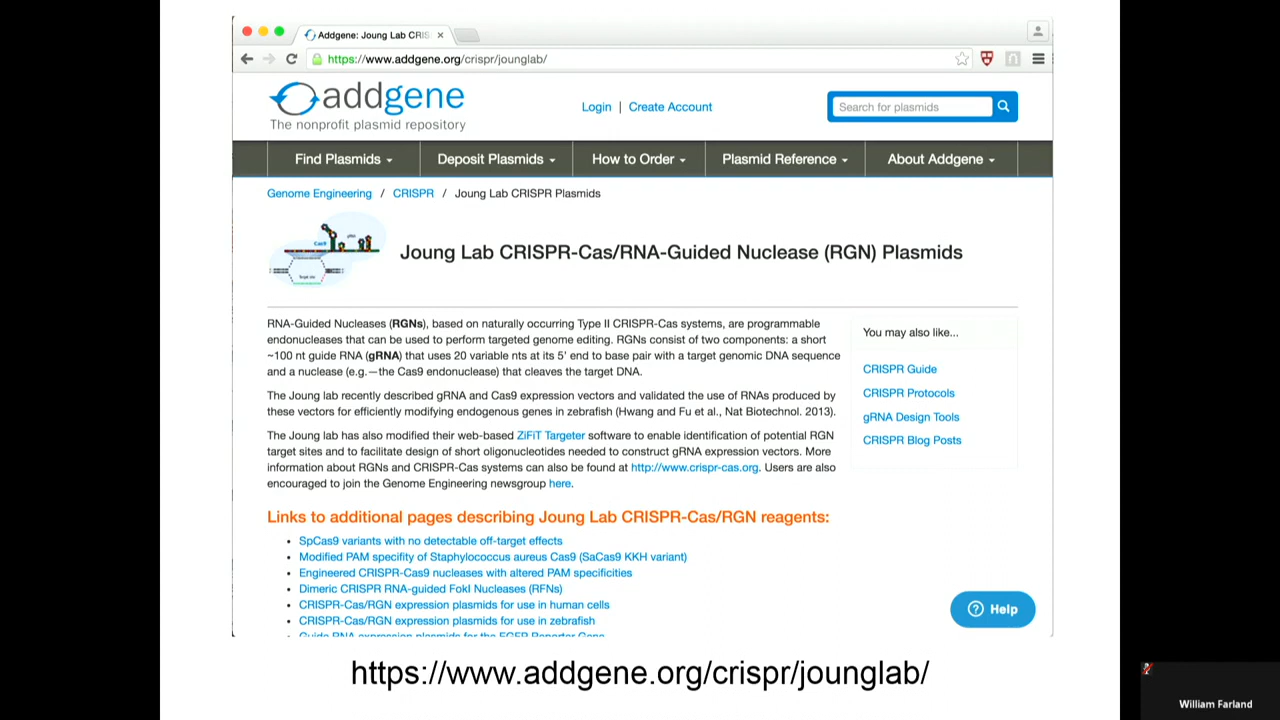 Addgene: Joung Lab CRIS
https://www.addgene.org/crispr/jounglab/
addgene
The nonprofit plasmid repository
Login | Create Account
Search for plasmids
Find Plasmids
Deposit Plasmids
How to Order
Plasmid Reference
About Addgene
Genome Engineering / CRISPR / Joung Lab CRISPR Plasmids
Cas9
Joung Lab CRISPR-Cas/RNA-Guided Nuclease (RGN) Plasmids
RNA-Guided Nucleases (RGNs), based on naturally occurring Type II CRISPR-Cas systems, are programmable
endonucleases that can be used to perform targeted genome editing. RGNs consist of two components: a short
~100 nt guide RNA (gRNA) that uses 20 variable nts at its 5' end to base pair with a target genomic DNA sequence
and a nuclease (e.g.—the Cas9 endonuclease) that cleaves the target DNA.
The Joung lab recently described gRNA and Cas9 expression vectors and validated the use of RNAs produced by
these vectors for efficiently modifying endogenous genes in zebrafish (Hwang and Fu et al., Nat Biotechnol. 2013).
The Joung lab has also modified their web-based ZiFiT Targeter software to enable identification of potential RGN
target sites and to facilitate design of short oligonucleotides needed to construct gRNA expression vectors. More
information about RGNs and CRISPR-Cas systems can also be found at http://www.crispr-cas.org. Users are also
encouraged to join the Genome Engineering newsgroup here.
You may also like...
CRISPR Guide
CRISPR Protocols
gRNA Design Tools
CRISPR Blog Posts
Links to additional pages describing Joung Lab CRISPR-Cas/RGN reagents:
• SpCas9 variants with no detectable off-target effects
• Modified PAM specifity of Staphylococcus aureus Cas9 (SaCas9 KKH variant)
• Engineered CRISPR-Cas9 nucleases with altered PAM specificities
• Dimeric CRISPR RNA-guided FokI Nucleases (RFNs)
• CRISPR-Cas/RGN expression plasmids for use in human cells
• CRISPR-Cas/RGN expression plasmids for use in zebrafish
Guide RNA expression plasmids for the EGFP Reporter Gene
Help
https://www.addgene.org/crispr/jounglab/
William Farland